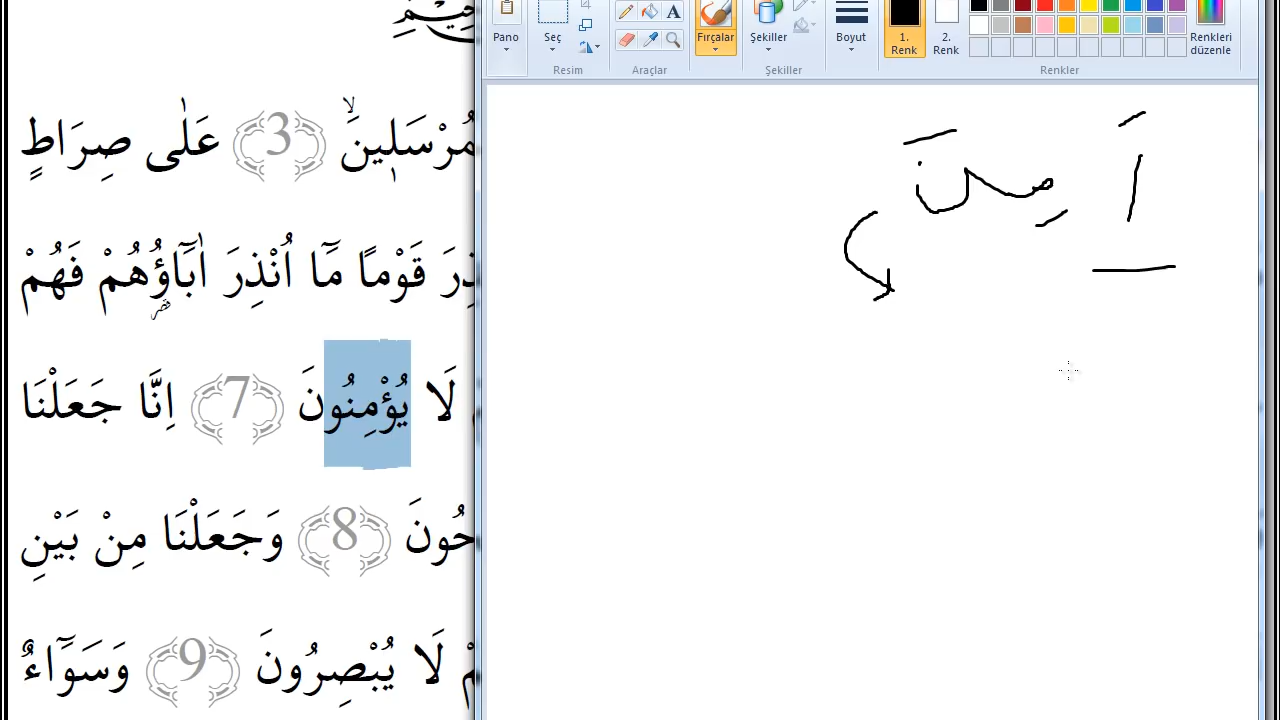 Pano
Seç
Resim
A
Araçlar
Fırçalar
Şekiller
Şekiller
Boyut
1.
Renk
2.
Renk
Renkleri
düzenle
Renkler
مُرْسَلٖينَۙ ﴿3﴾ عَلٰى صِرَاطٍ
قَوْمًا مَٓا اُنْذِرَ اٰبَٓاؤُ۬هُمْ فَهُمْ
لَا يُؤْمِنُونَ ﴿7﴾ اِنَّا جَعَلْنَا
﴿8﴾ وَجَعَلْنَا مِنْ بَيْنِ
لَا يُبْصِرُونَ ﴿9﴾ وَسَوَٓاءٌ
اَمِنَ